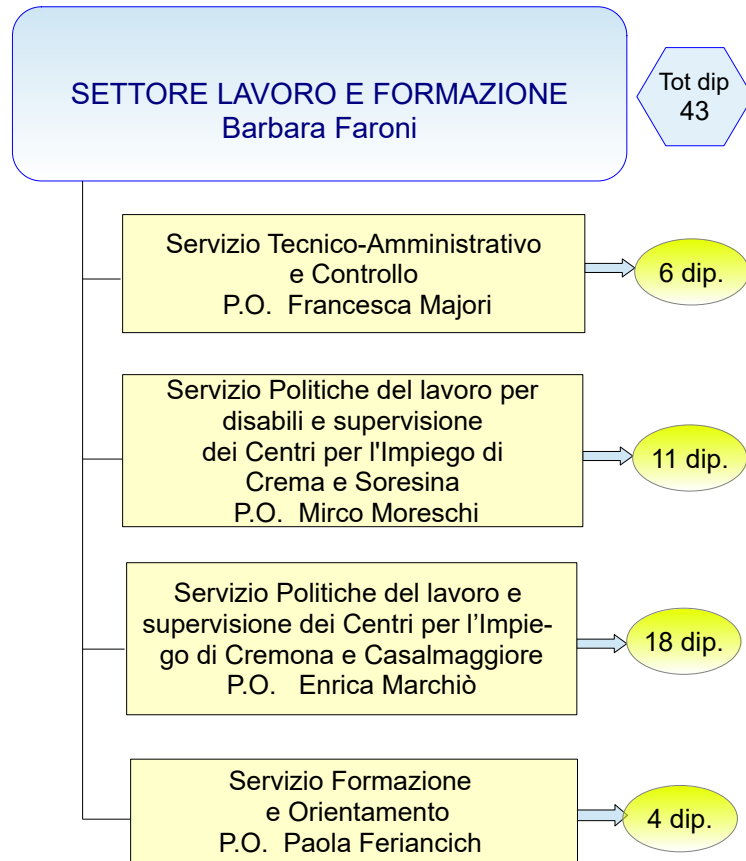 SETTORE LAVORO E FORMAZIONE
Barbara Faroni
Tot dip
43
Servizio Tecnico-Amministrativo
e Controllo
P.O. Francesca Majori
6 dip.
Servizio Politiche del lavoro per
disabili e supervisione
dei Centri per l'Impiego di
Crema e Soresina
P.O. Mirco Moreschi
11 dip.
Servizio Politiche del lavoro e
supervisione dei Centri per l’Impie-
go di Cremona e Casalmaggiore
P.O. Enrica Marchiò
18 dip.
Servizio Formazione
e Orientamento
P.O. Paola Feriancich
4 dip.